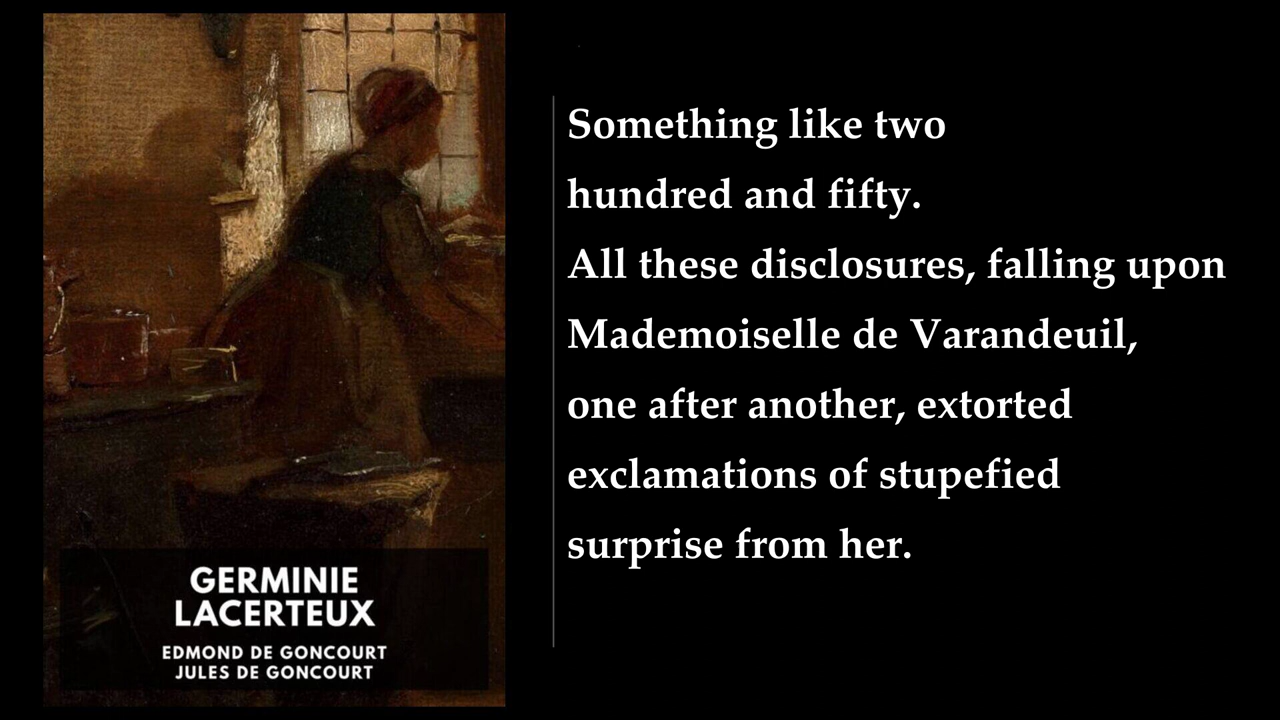 Something like two
hundred and fifty.
All these disclosures, falling upon
Mademoiselle de Varandeuil,
one after another, extorted
exclamations of stupefied
surprise from her.
GERMINIE
LACERTEUX
EDMOND DE GONCOURT
JULES DE GONCOURT